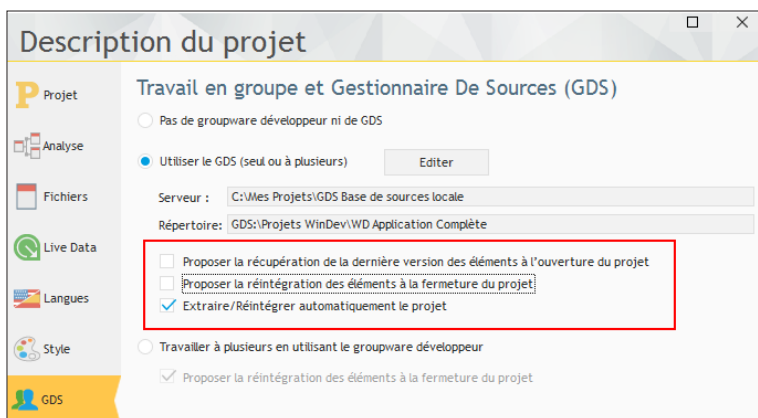 Description du projet
Projet
Analyse
Fichiers
Live Data
Langues
Style
GDS
Travail en groupe et Gestionnaire De Sources (GDS)
Pas de groupware développeur ni de GDS
Utiliser le GDS (seul ou à plusieurs) Editer
Serveur : C:\Mes Projets\GDS Base de sources locale
Répertoire: GDS:\Projets WinDev\WD Application Complète
Proposer la récupération de la dernière version des éléments à l'ouverture du projet
Proposer la réintégration des éléments à la fermeture du projet
Extraire/Réintégrer automatiquement le projet
Travailler à plusieurs en utilisant le groupware développeur
Proposer la réintégration des éléments à la fermeture du projet